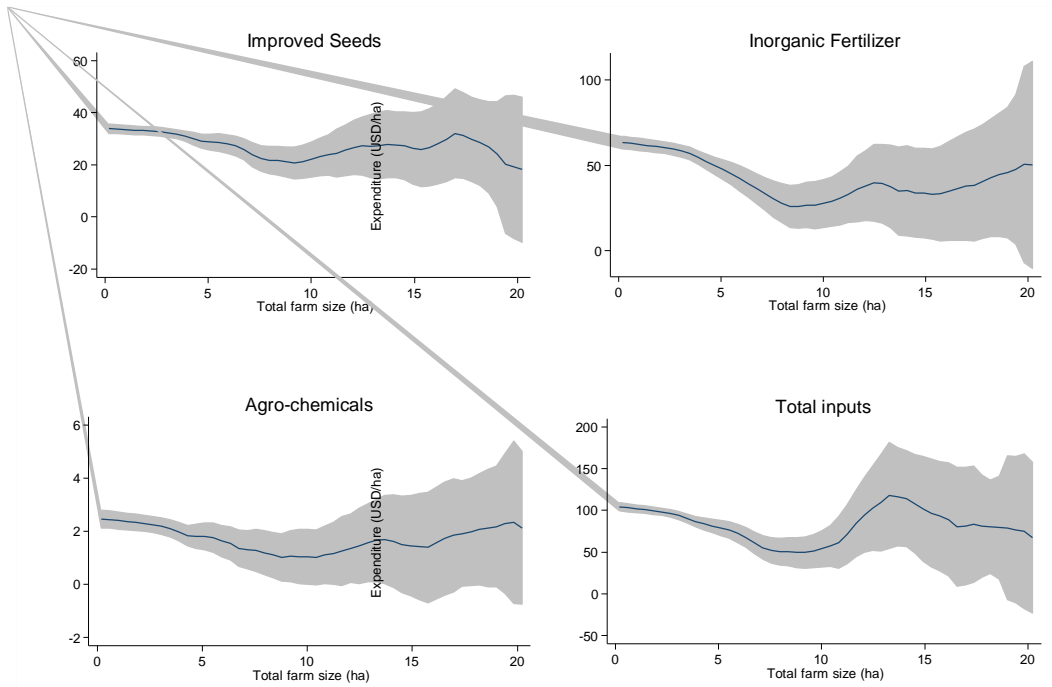 Improved Seeds
60
40
20
0
-20
Expenditure (USD/ha)
0 5 10 15 20
Total farm size (ha)
Inorganic Fertilizer
100
50
0
0 5 10 15 20
Total farm size (ha)
Agro-chemicals
6
4
2
0
-2
Expenditure (USD/ha)
0 5 10 15 20
Total farm size (ha)
Total inputs
200
150
100
50
0
-50
0 5 10 15 20
Total farm size (ha)